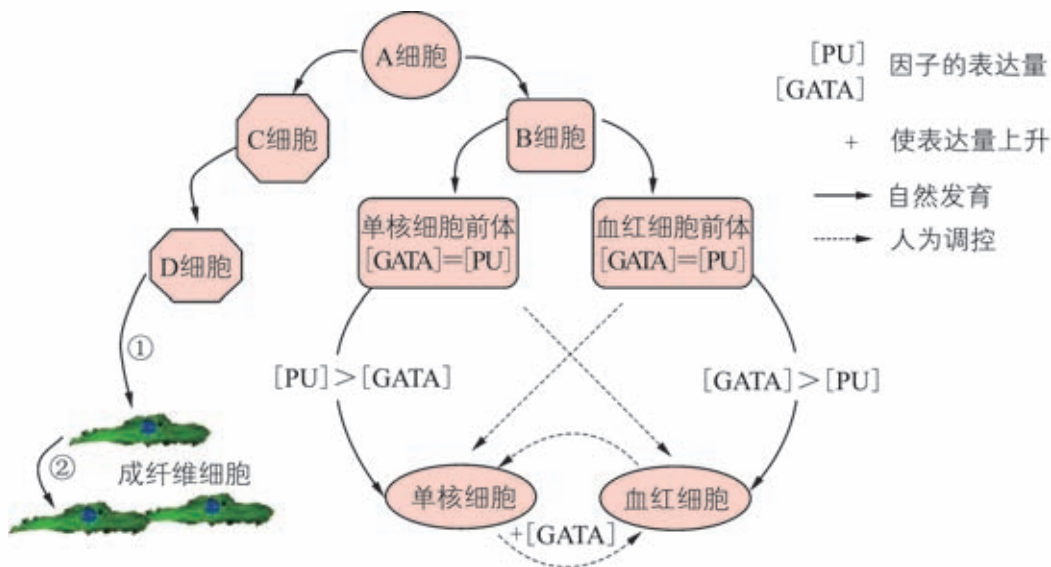 A细胞
C细胞
B细胞
D细胞
单核细胞前体
[GATA]=[PU]
血红细胞前体
[GATA]=[PU]
①
[PU]>[GATA]
[GATA]>[PU]
②
成纤维细胞
单核细胞
血红细胞
+[GATA]
[PU]
[GATA]
因子的表达量
+ 使表达量上升
自然发育
人为调控